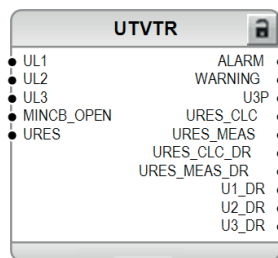 UTVTR
UL1
UL2
UL3
MINCB_OPEN
URES
ALARM
WARNING
U3P
URES_CLC
URES_MEAS
URES_CLC_DR
URES_MEAS_DR
U1_DR
U2_DR
U3_DR